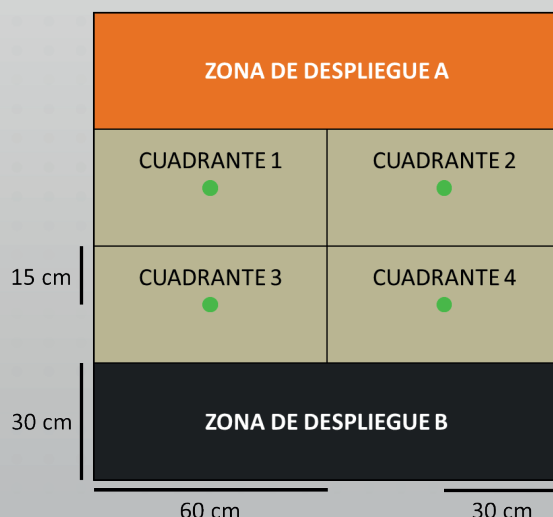 ZONA DE DESPLIEGUE A
CUADRANTE 1
CUADRANTE 2
15 cm
CUADRANTE 3
CUADRANTE 4
30 cm
ZONA DE DESPLIEGUE B
60 cm
30 cm